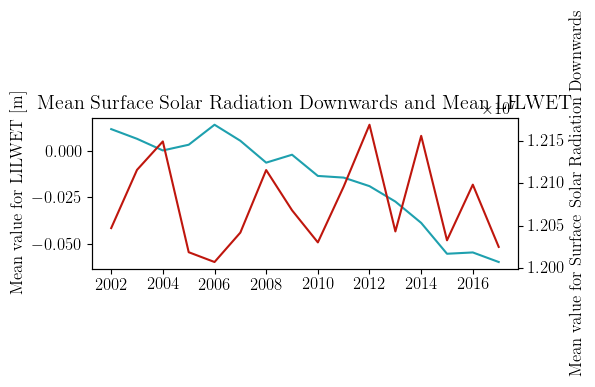 Mean Surface Solar Radiation Downwards and Mean LILWET
×10⁷
Mean value for LILWET [m]
0.000
−0.025
−0.050
1.215
1.210
1.205
1.200
Mean value for Surface Solar Radiation Downwards
2002 2004 2006 2008 2010 2012 2014 2016